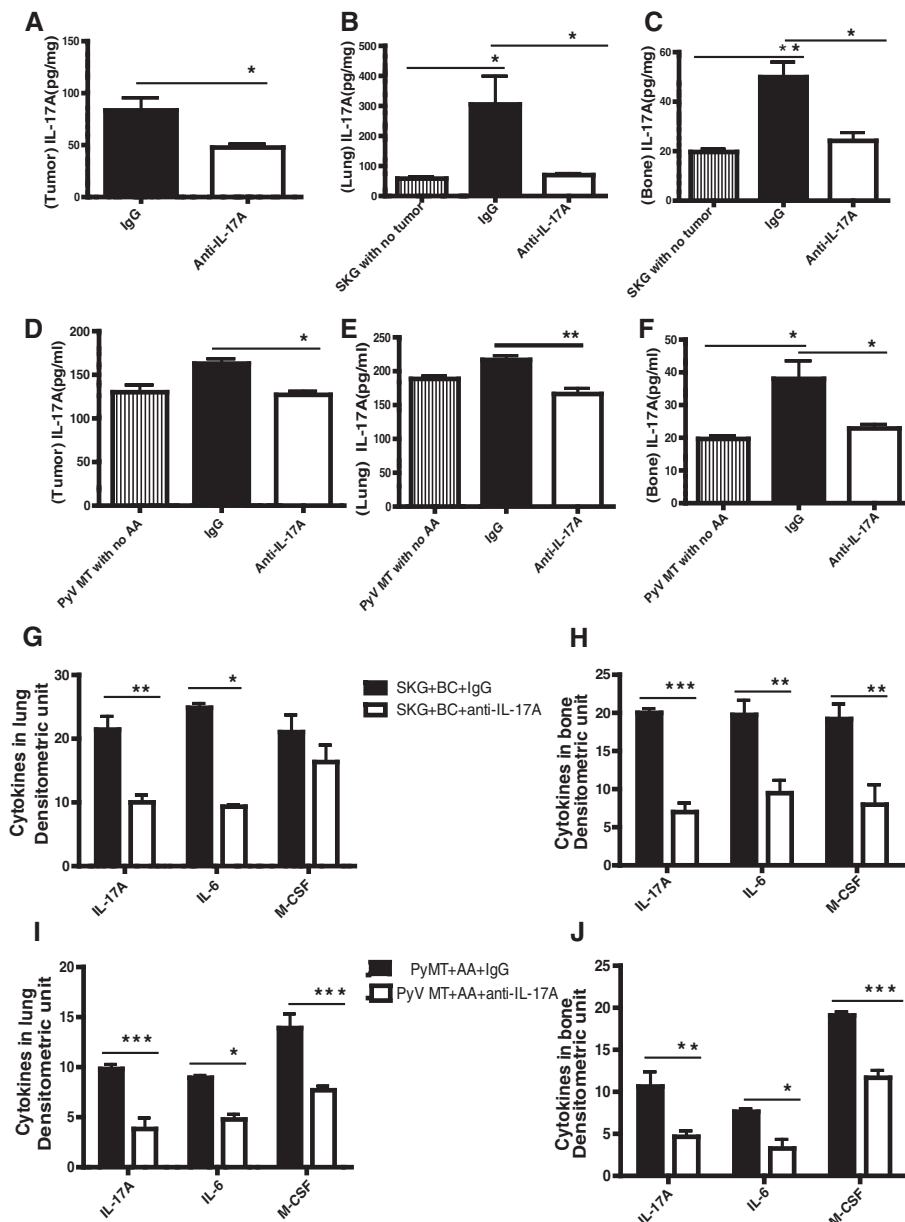 A
(Tumor) IL-17A(pg/mg)
150
100
50
0
*
IgG
Anti-IL-17A
B
(Lung) IL-17A(pg/mg)
500
400
300
200
100
0
*
*
SKG with no tumor
IgG
Anti-IL-17A
C
(Bone) IL-17A(pg/mg)
60
40
20
0
**
*
SKG with no tumor
IgG
Anti-IL-17A
D
(Tumor) IL-17A(pg/ml)
200
150
100
50
0
*
PyV MT with no AA
IgG
Anti-IL-17A
E
(Lung) IL-17A(pg/ml)
250
200
150
100
50
0
**
PyV MT with no AA
IgG
Anti-IL-17A
F
(Bone) IL-17A(pg/ml)
50
40
30
20
10
0
*
*
PyV MT with no AA
IgG
Anti-IL-17A
G
Cytokines in lung
Densitometric unit
30
20
10
0
**
*
IL-17A
IL-6
M-CSF
SKG+BC+IgG
SKG+BC+anti-IL-17A
H
Cytokines in bone
Densitometric unit
25
20
15
10
5
0
***
**
**
IL-17A
IL-6
M-CSF
I
Cytokines in lung
Densitometric unit
20
15
10
5
0
***
*
***
IL-17A
IL-6
M-CSF
PyMT+AA+IgG
PyV MT+AA+anti-IL-17A
J
Cytokines in bone
Densitometric unit
25
20
15
10
5
0
**
*
***
IL-17A
IL-6
M-CSF